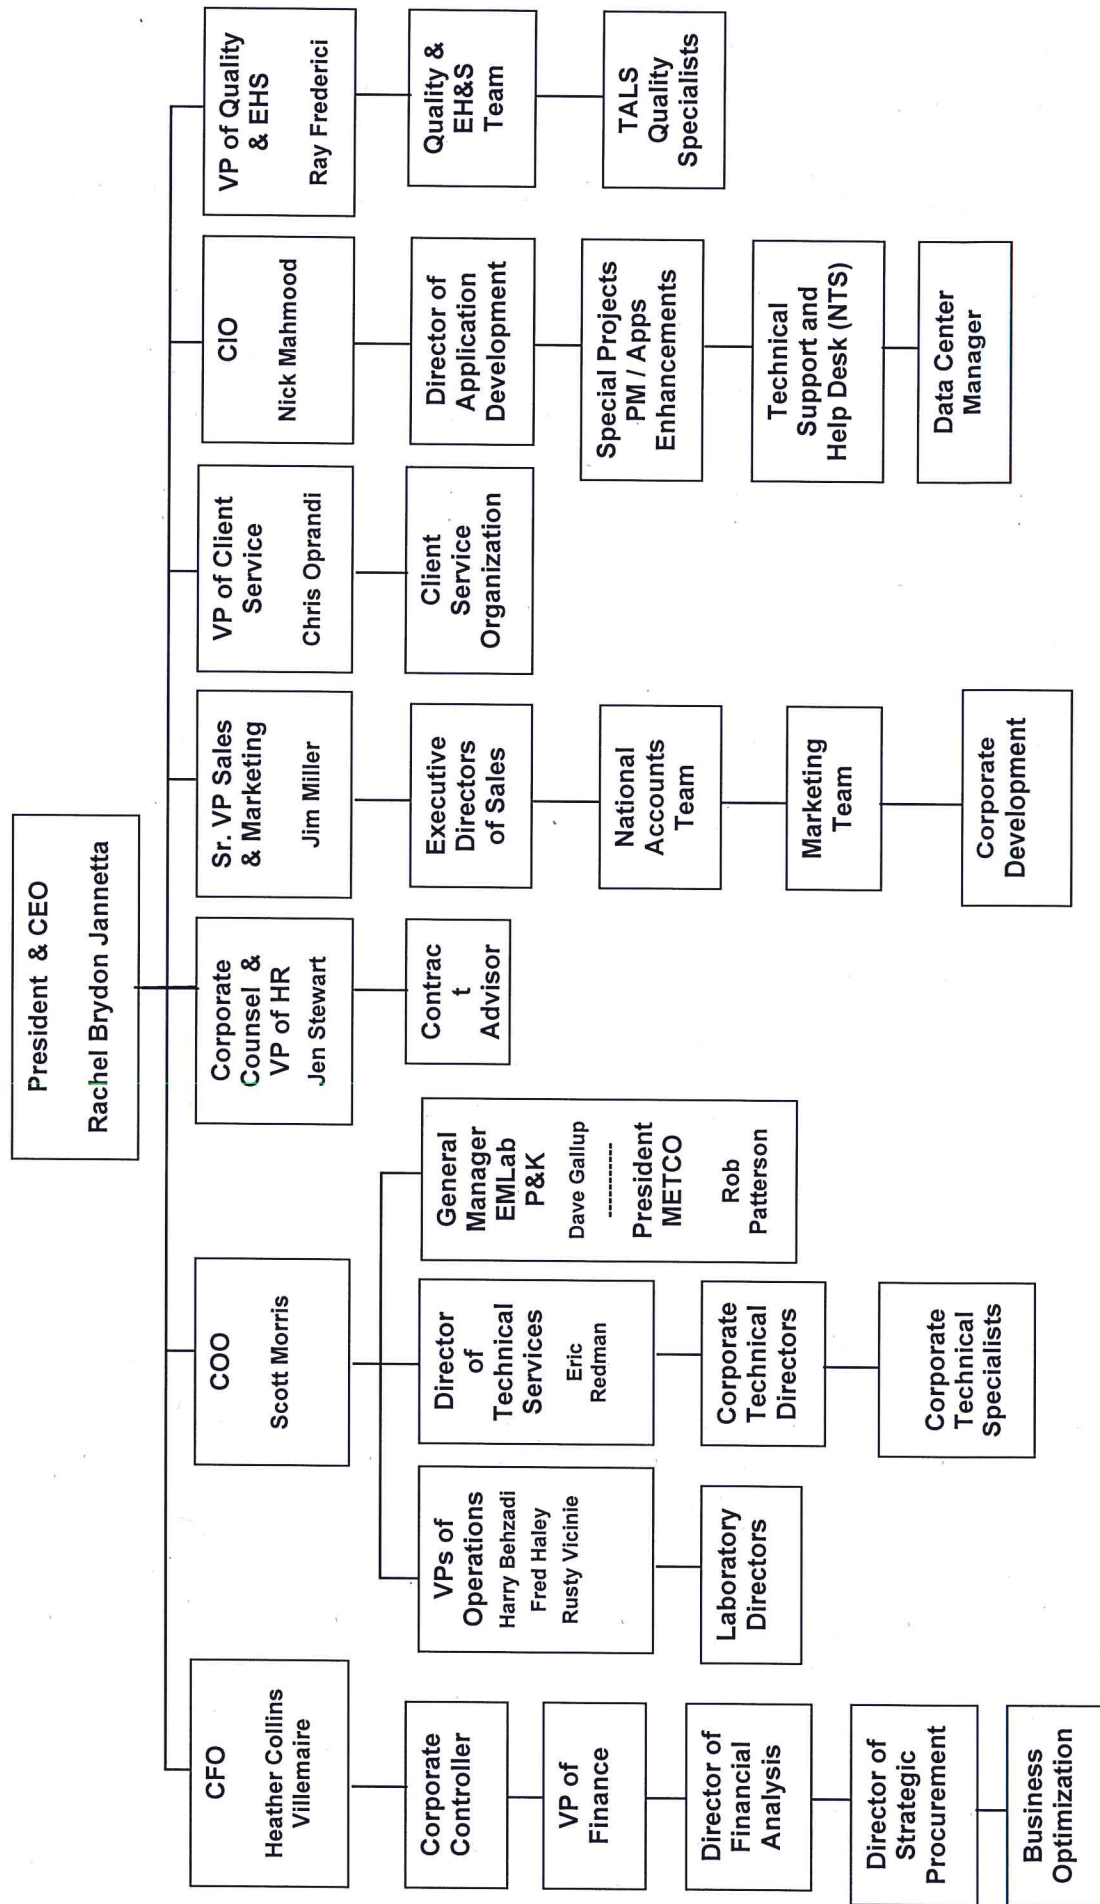 President & CEO
Rachel Brydon Jannetta
CFO
Heather Collins
Villemaire
Corporate
Controller
VP of
Finance
Director of
Financial
Analysis
Director of
Strategic
Procurement
Business
Optimization
COO
Scott Morris
VPs of
Operations
Harry Behzadi
Fred Haley
Rusty Vicinie
Laboratory
Directors
Director
of
Technical
Services
Eric
Redman
Corporate
Technical
Directors
Corporate
Technical
Specialists
General
Manager
EMLab
P&K
Dave Gallup
------------
President
METCO
Rob
Patterson
Corporate
Counsel &
VP of HR
Jen Stewart
Contrac
t
Advisor
Sr. VP Sales
& Marketing
Jim Miller
Executive
Directors
of Sales
National
Accounts
Team
Marketing
Team
Corporate
Development
VP of Client
Service
Chris Oprandi
Client
Service
Organization
CIO
Nick Mahmood
Director of
Application
Development
Special Projects
PM / Apps
Enhancements
Technical
Support and
Help Desk (NTS)
Data Center
Manager
VP of Quality
& EHS
Ray Frederici
Quality &
EH&S
Team
TALS
Quality
Specialists